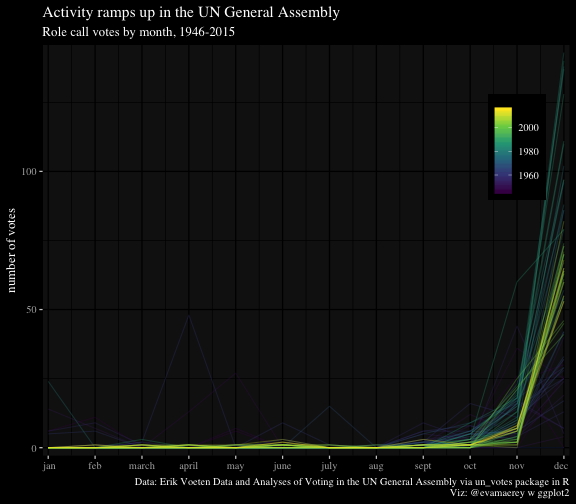 Activity ramps up in the UN General Assembly
Role call votes by month, 1946-2015
number of votes
100
50
0
2000
1980
1960
jan feb march april may june july aug sept oct nov dec
Data: Erik Voeten Data and Analyses of Voting in the UN General Assembly via un_votes package in R
Viz: @evamaerey w ggplot2